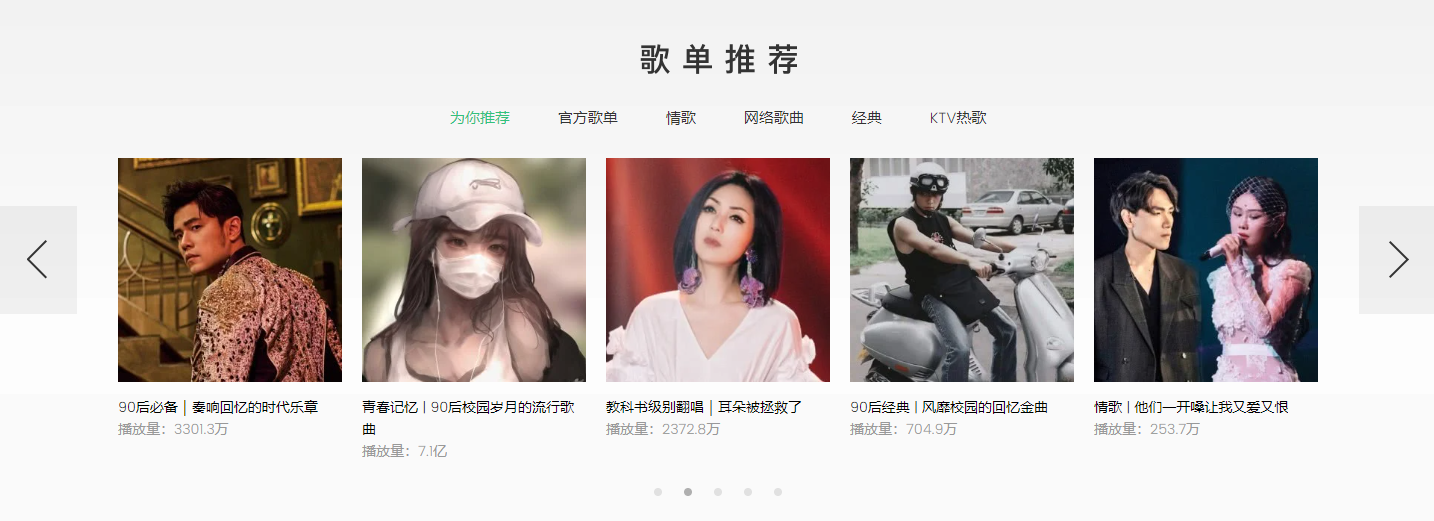 歌单推荐
为你推荐 官方歌单 情歌 网络歌曲 经典 KTV热歌
90后必备｜奏响回忆的时代乐章
播放量：3301.3万
青春记忆 | 90后校园岁月的流行歌
曲
播放量：7.1亿
教科书级别翻唱｜耳朵被拯救了
播放量：2372.8万
90后经典 | 风靡校园的回忆金曲
播放量：704.9万
情歌 | 他们一开嗓让我又爱又恨
播放量：253.7万